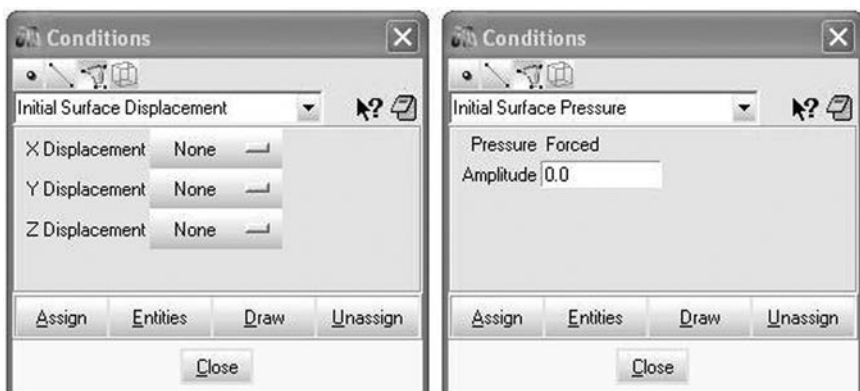 Conditions
Initial Surface Displacement
X Displacement None
Y Displacement None
Z Displacement None
Assign Entities Draw Unassign
Close
Conditions
Initial Surface Pressure
Pressure Forced
Amplitude 0.0
Assign Entities Draw Unassign
Close